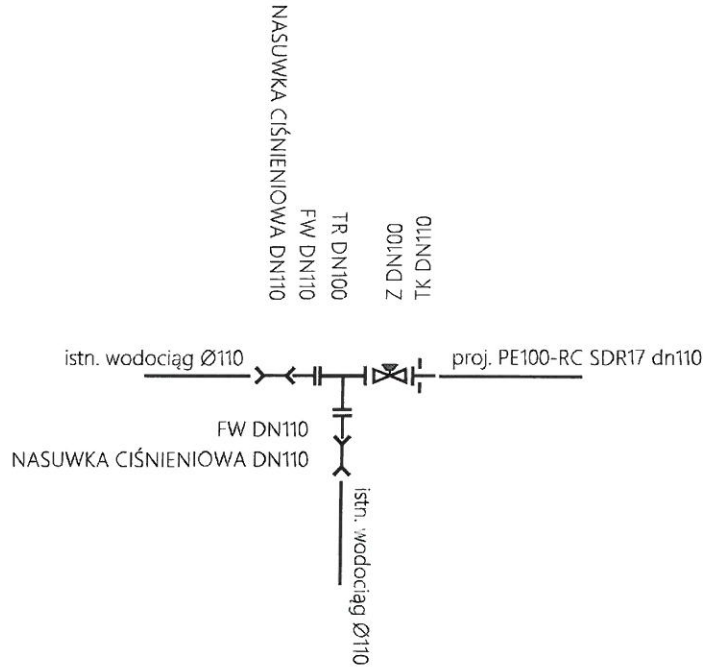 NASUWKA CIŚNIENIOWA DN110
FW DN110
TR DN100
Z DN100
TK DN110
istn. wodociąg Ø110
proj. PE100-RC SDR17 dn110
FW DN110
NASUWKA CIŚNIENIOWA DN110
istn. wodociąg Ø110